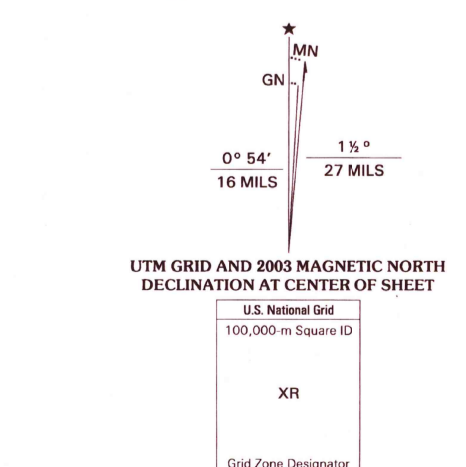 ★
MN
GN
0° 54′
16 MILS
1 ½ °
27 MILS
UTM GRID AND 2003 MAGNETIC NORTH
DECLINATION AT CENTER OF SHEET
U.S. National Grid
100,000-m Square ID
XR
Grid Zone Designator